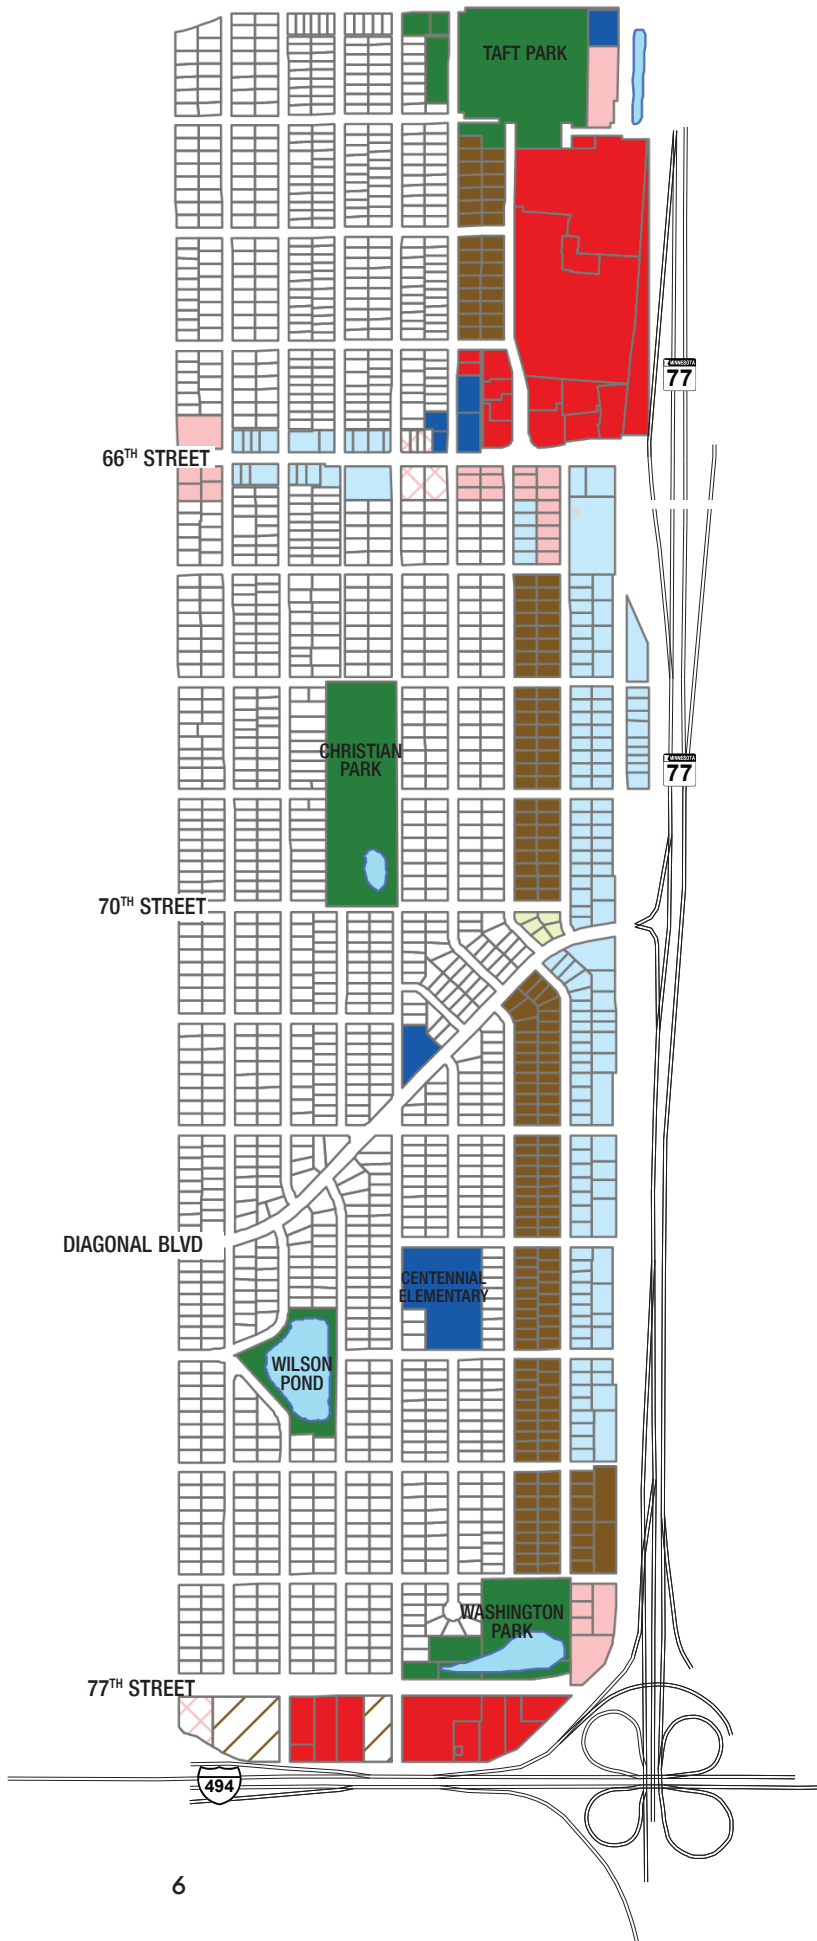 TAFT PARK
MINNESOTA
77
66TH STREET
CHRISTIAN
PARK
MINNESOTA
77
70TH STREET
DIAGONAL BLVD
CENTENNIAL
ELEMENTARY
WILSON
POND
WASHINGTON
PARK
77TH STREET
494
6